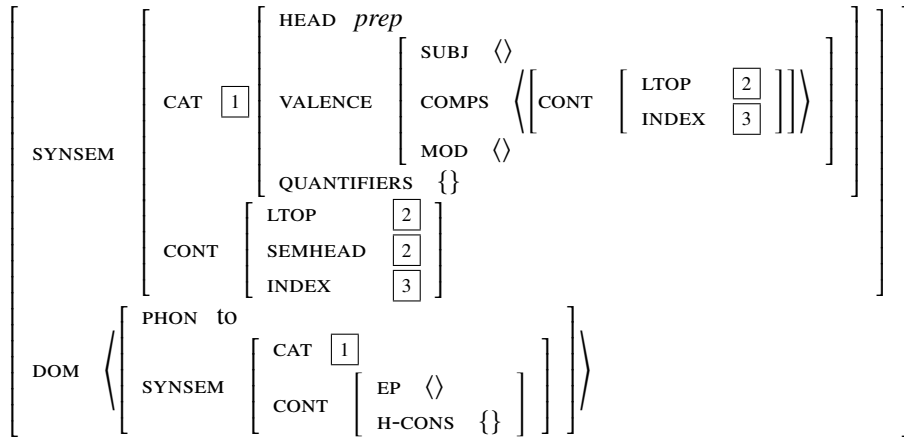 HEAD prep
SUBJ ⟨⟩
CAT 1 VALENCE COMPS ⟨[CONT [LTOP 2
INDEX 3]]⟩
SYNSEM MOD ⟨⟩
QUANTIFIERS {}
LTOP 2
CONT SEMHEAD 2
INDEX 3
PHON to
CAT 1
DOM ⟨ SYNSEM EP ⟨⟩ ⟩
CONT H-CONS {}